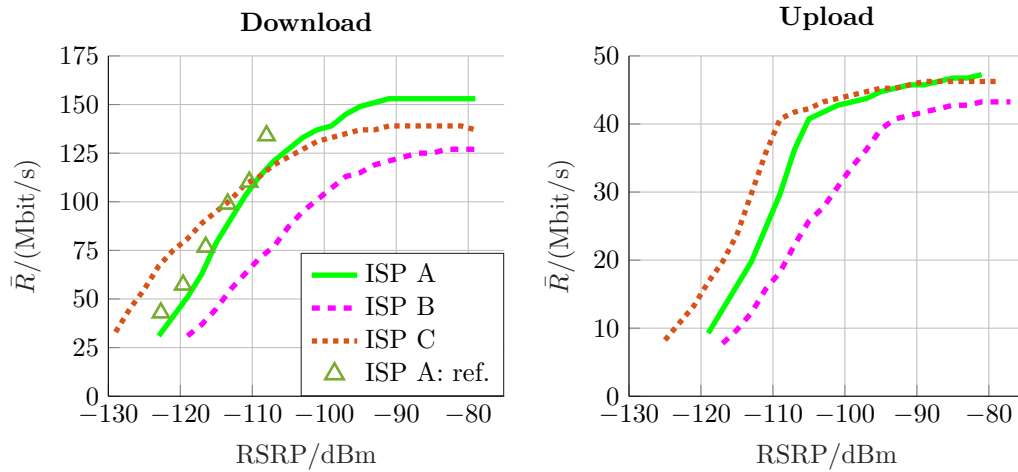 Download
175
150
125
100
75
50
25
0
R̄/(Mbit/s)
−130 −120 −110 −100 −90 −80
RSRP/dBm
ISP A
ISP B
ISP C
ISP A: ref.
Upload
50
40
30
20
10
0
R̄/(Mbit/s)
−130 −120 −110 −100 −90 −80
RSRP/dBm